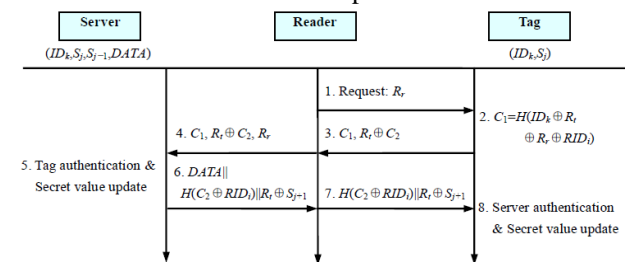 Server Reader Tag
(IDₖ,Sⱼ,Sⱼ₋₁,DATA) (IDₖ,Sⱼ)
1. Request: Rᵣ
2. C₁=H(IDₖ⊕Rₜ
⊕Rᵣ⊕RIDᵢ)
4. C₁, Rₜ⊕C₂, Rᵣ 3. C₁, Rₜ⊕C₂
5. Tag authentication &
Secret value update
6. DATA||
H(C₂⊕RIDᵢ)||Rₜ⊕Sⱼ₊₁ 7. H(C₂⊕RIDᵢ)||Rₜ⊕Sⱼ₊₁
8. Server authentication
& Secret value update